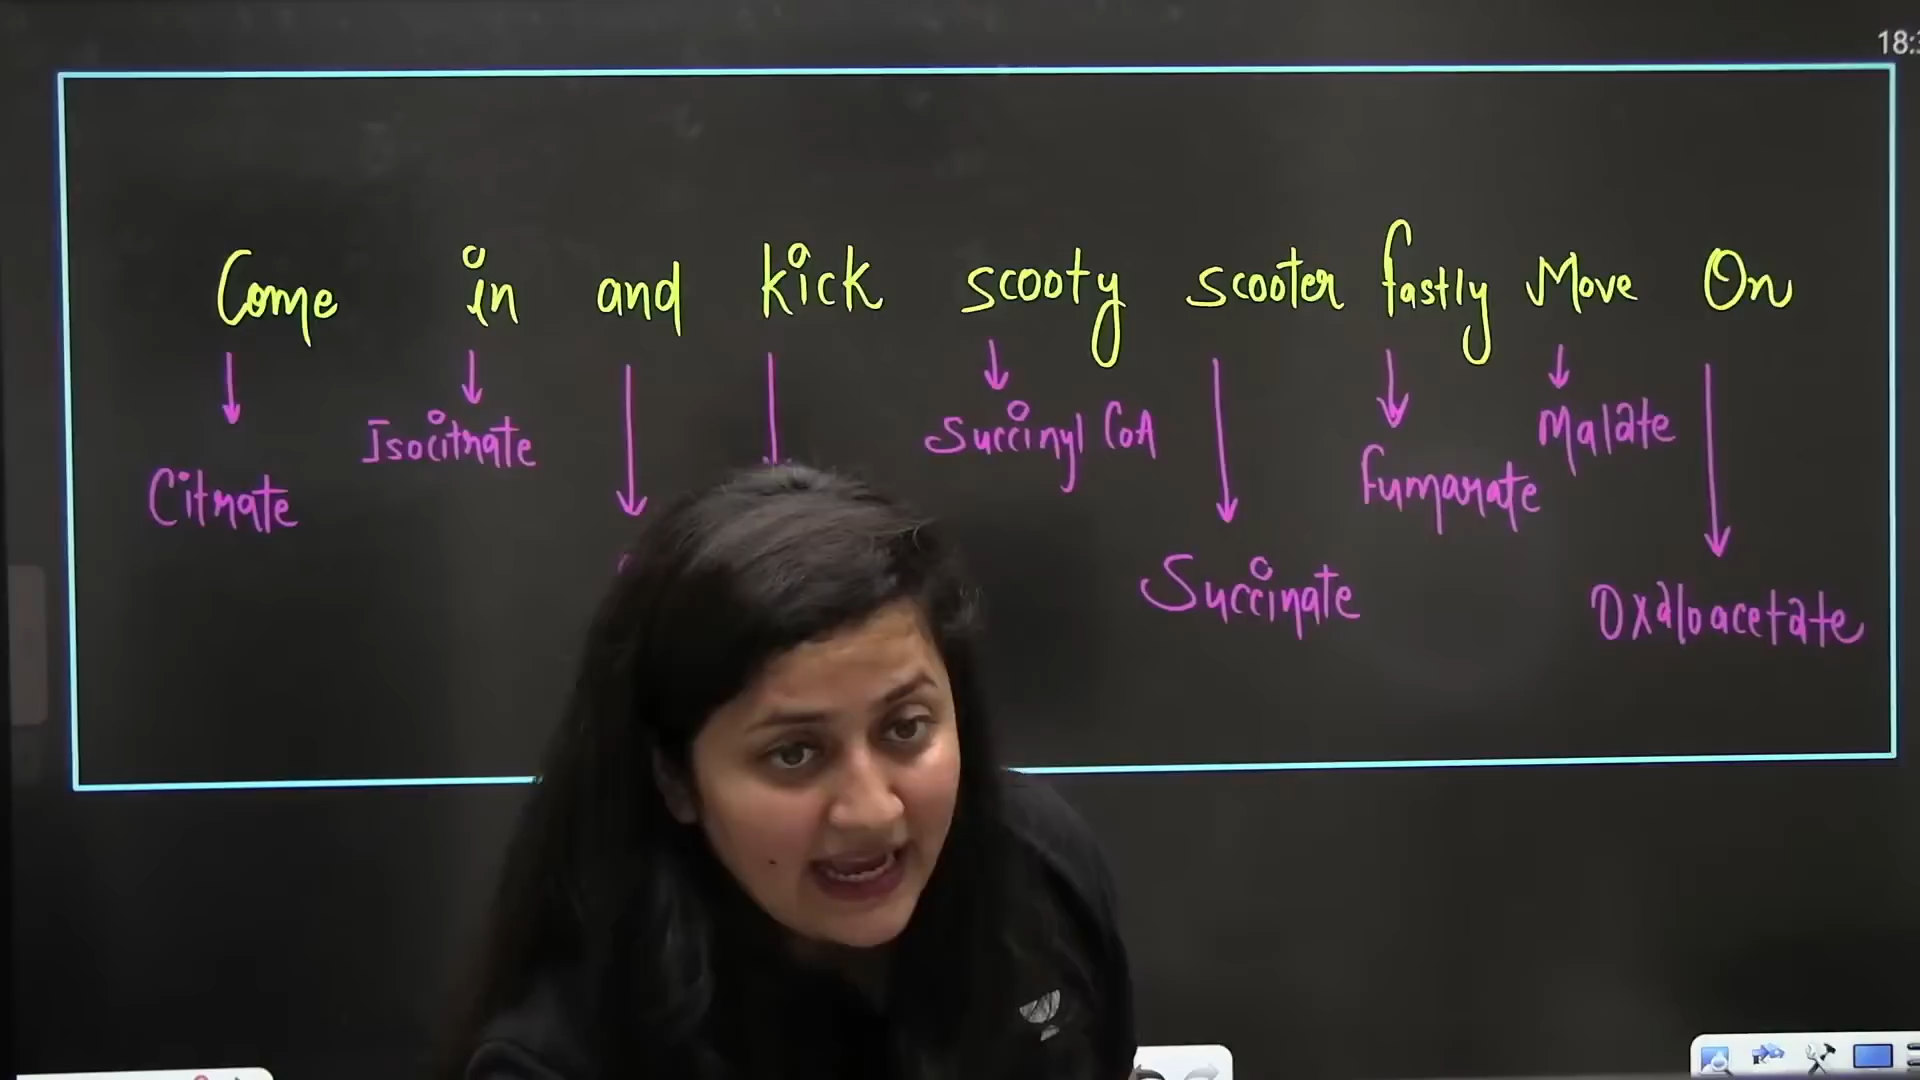 Come in and kick scooty scooter fastly Move On
Citrate
Isocitrate
Succinyl CoA
Succinate
Fumarate
Malate
Oxaloacetate